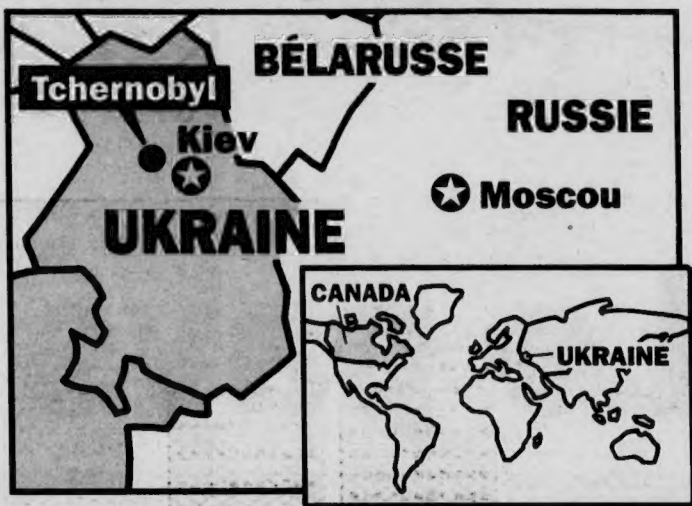 BÉLARUSSE
Tchernobyl
RUSSIE
Kiev
Moscou
UKRAINE
CANADA
UKRAINE